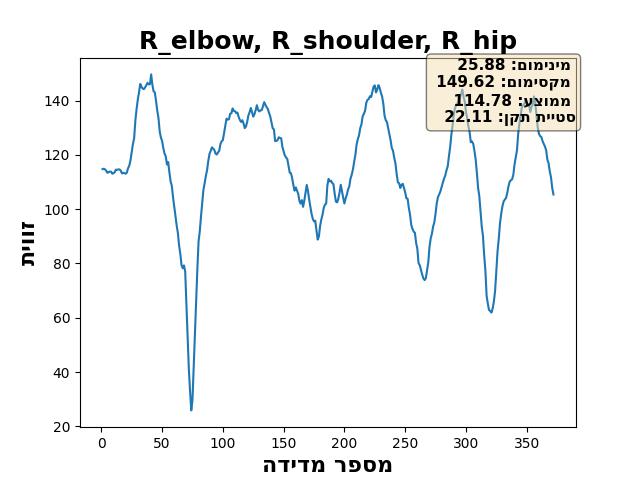 R_elbow, R_shoulder, R_hip
מינימום: 25.88
מקסימום: 149.62
ממוצע: 114.78
סטיית תקן: 22.11
זווית
140
120
100
80
60
40
20
0 50 100 150 200 250 300 350
מספר מדידה